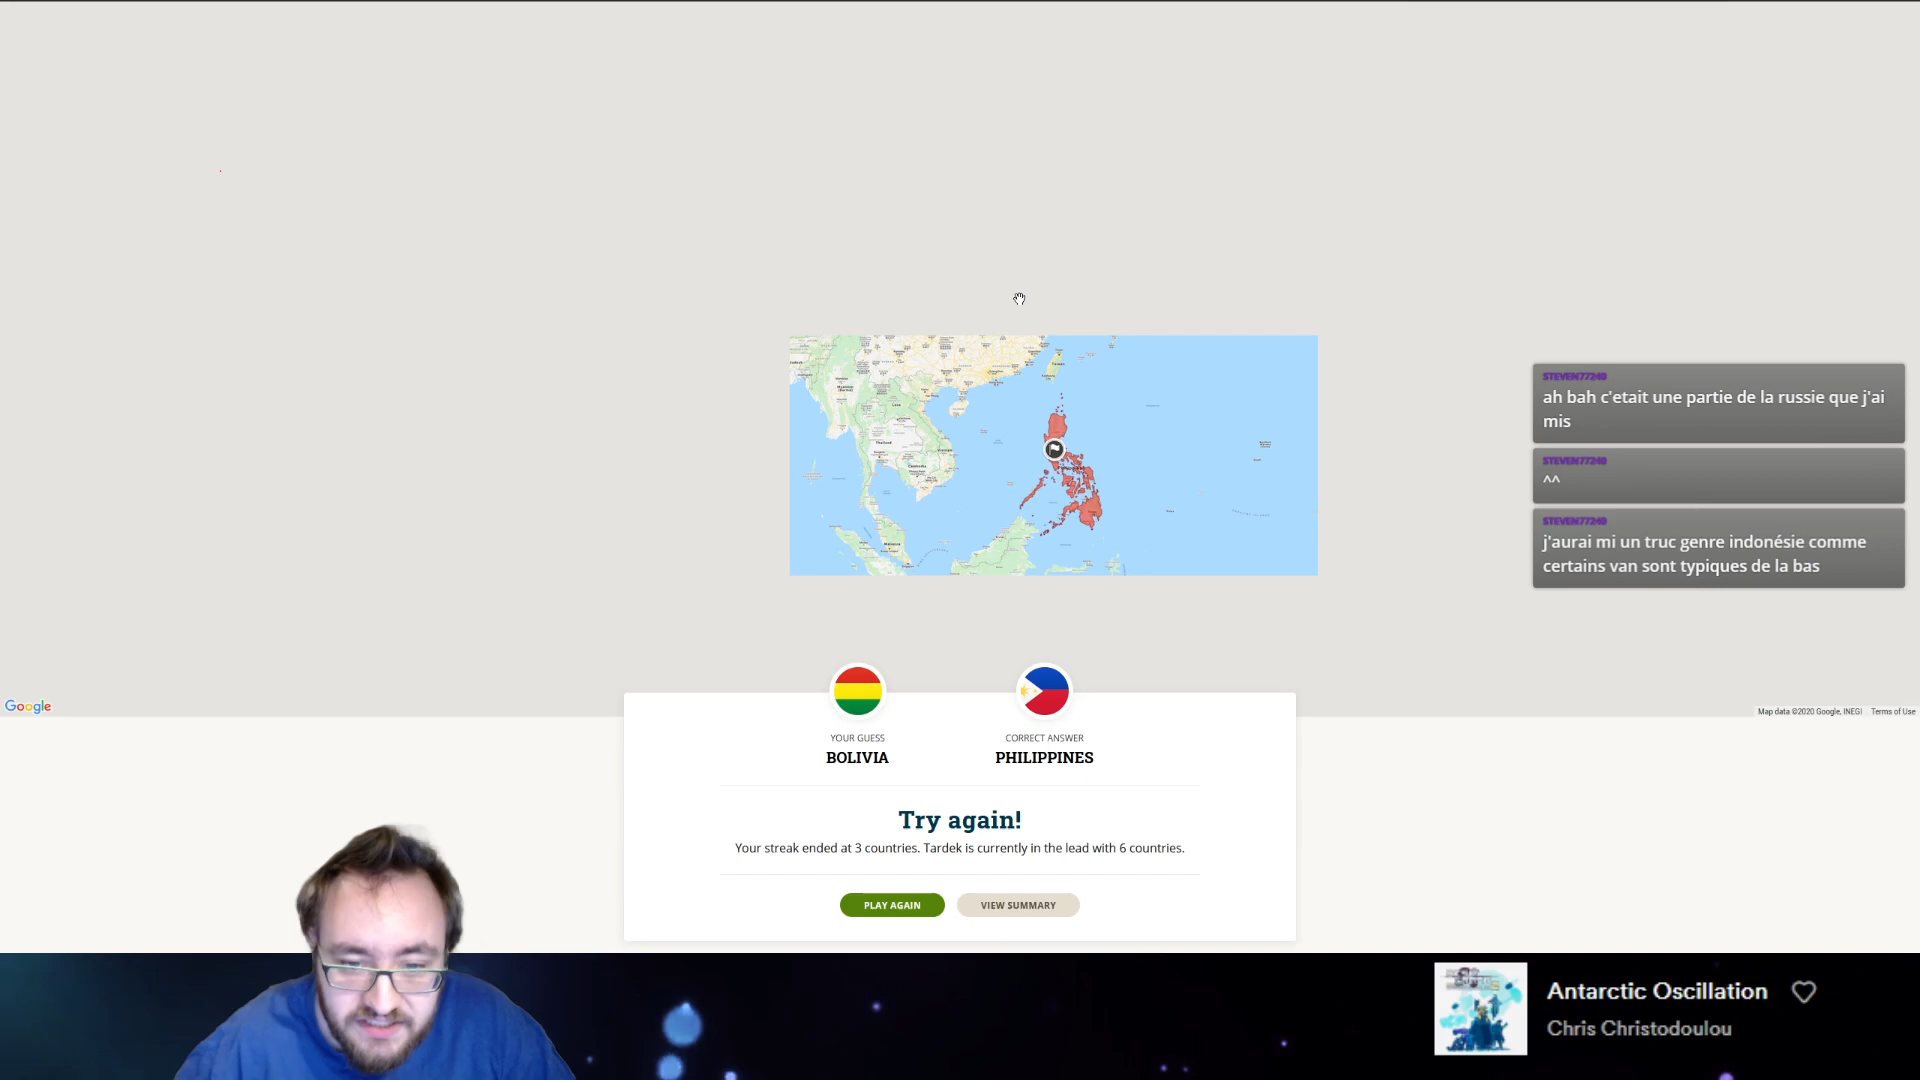 STEVEN77240
ah bah c'etait une partie de la russie que j'ai
mis
STEVEN77240
^^
STEVEN77240
j'aurai mi un truc genre indonésie comme
certains van sont typiques de la bas
Google
Map data ©2020 Google, INEGI Terms of Use
YOUR GUESS
BOLIVIA
CORRECT ANSWER
PHILIPPINES
Try again!
Your streak ended at 3 countries. Tardek is currently in the lead with 6 countries.
PLAY AGAIN
VIEW SUMMARY
Antarctic Oscillation
Chris Christodoulou